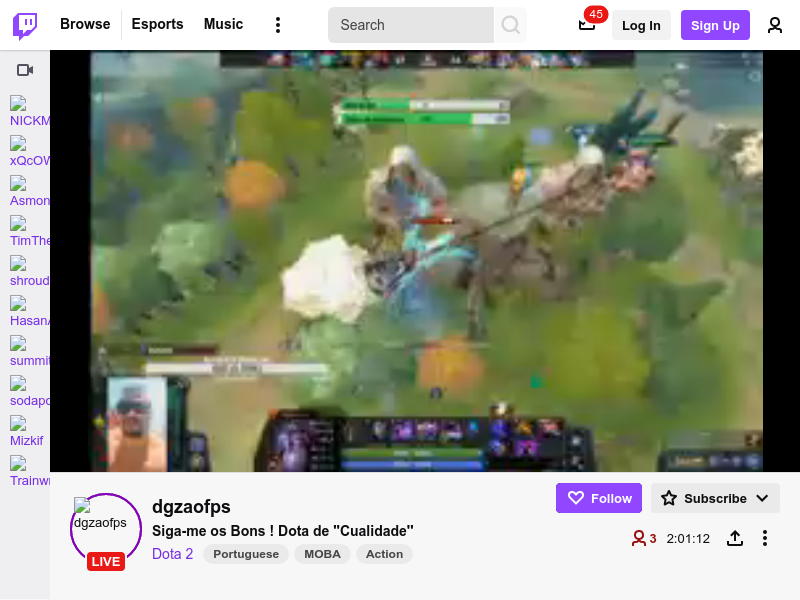 Browse
Esports
Music
Search
45
Log In
Sign Up
NICKM
xQcOW
Asmon
TimThe
shroud
HasanA
summit
sodapo
Mizkif
Trainw
dgzaofps
LIVE
dgzaofps
Siga-me os Bons ! Dota de "Cualidade"
Dota 2
Portuguese
MOBA
Action
Follow
Subscribe
3
2:01:12